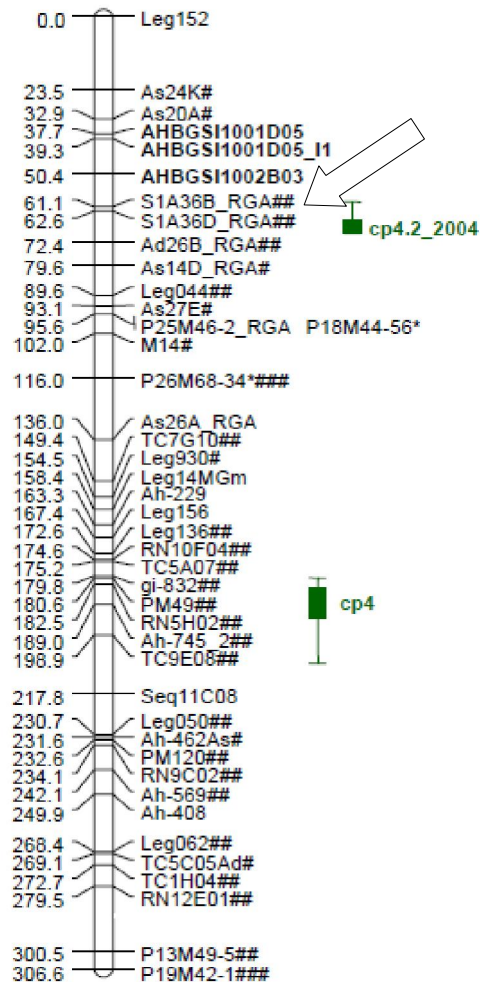 0.0 Leg152
23.5 As24K#
32.9 As20A#
37.7 AHBGSI1001D05
39.3 AHBGSI1001D05_I1
50.4 AHBGSI1002B03
61.1 S1A36B_RGA##
62.6 S1A36D_RGA## cp4.2_2004
72.4 Ad26B_RGA##
79.6 As14D_RGA#
89.6 Leg044##
93.1 As27E#
95.6 P25M46-2_RGA P18M44-56*
102.0 M14#
116.0 P26M68-34*###
136.0 As26A_RGA
149.4 TC7G10##
154.5 Leg930#
158.4 Leg14MGm
163.3 Ah-229
167.4 Leg156
172.6 Leg136##
174.6 RN10F04##
175.2 TC5A07##
179.8 gi-832##
180.6 PM49## cp4
182.5 RN5H02##
189.0 Ah-745_2##
198.9 TC9E08##
217.8 Seq11C08
230.7 Leg050##
231.6 Ah-462As#
232.6 PM120##
234.1 RN9C02##
242.1 Ah-569##
249.9 Ah-408
268.4 Leg062##
269.1 TC5C05Ad#
272.7 TC1H04##
279.5 RN12E01##
300.5 P13M49-5##
306.6 P19M42-1###